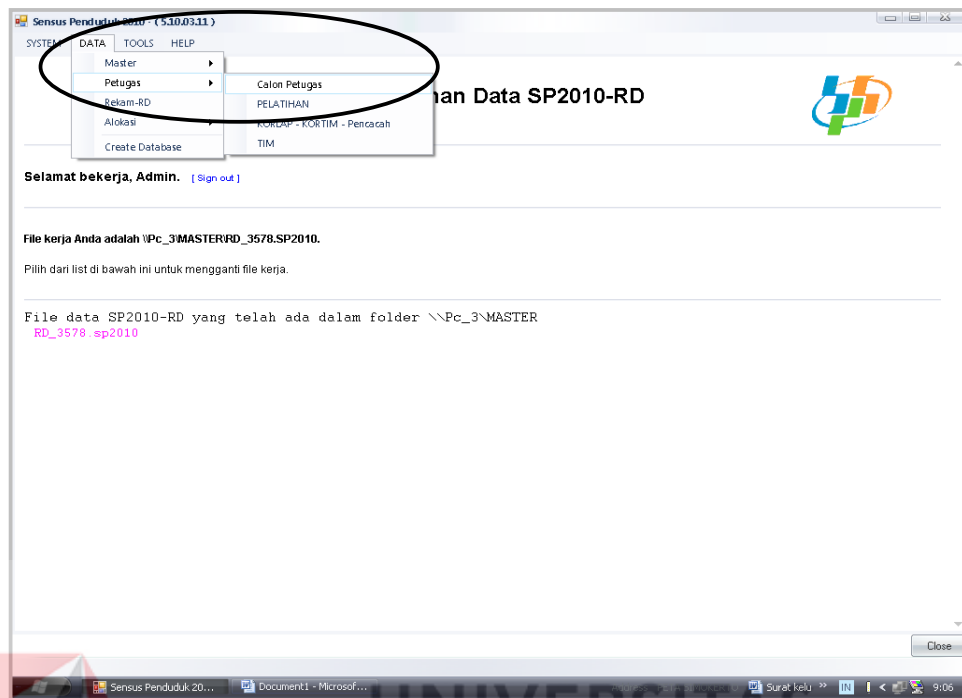 Sensus Penduduk 2010 - ( 5.10.03.11 )
SYSTEM DATA TOOLS HELP
Master
Petugas
Calon Petugas
Rekam-RD
PELATIHAN
han Data SP2010-RD
Alokasi
KORLAP - KORTIM - Pencacah
Create Database
TIM
Selamat bekerja, Admin. [ Sign out ]
File kerja Anda adalah \\Pc_3\MASTER\RD_3578.SP2010.
Pilih dari list di bawah ini untuk mengganti file kerja.
File data SP2010-RD yang telah ada dalam folder \\Pc_3\MASTER
RD_3578.sp2010
Close
Sensus Penduduk 20... Document1 - Microsof... Surat kelu » IN < 9:06